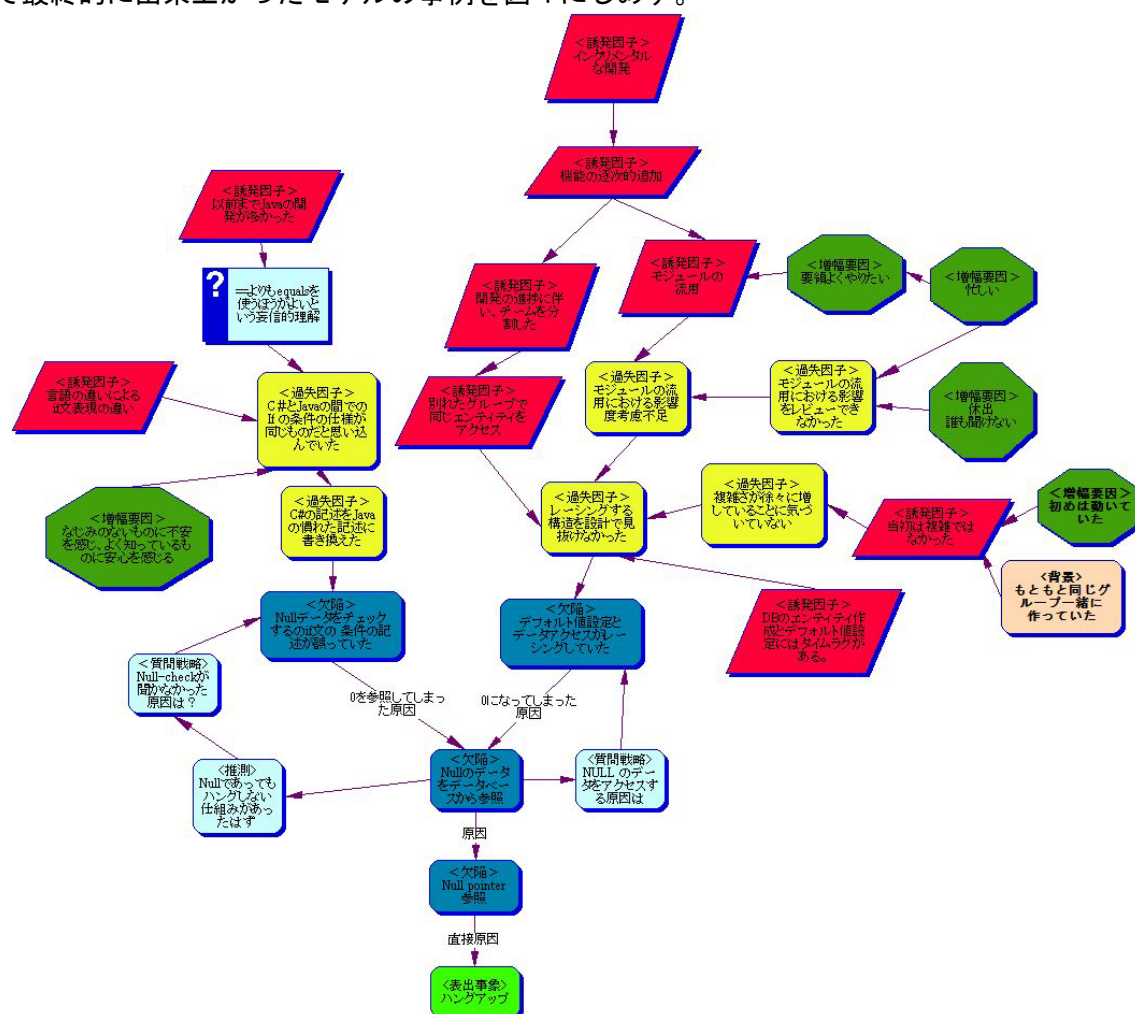 ＜誘発因子＞
インクリメンタル
な開発
＜誘発因子＞
機能の逐次的追加
＜誘発因子＞
以前までJavaの開
発が多かった
＜誘発因子＞
モジュールの
流用
＜増幅要因＞
要領よくやりたい
＜増幅要因＞
忙しい
?
==よりもequalsを
使うほうがよいと
いう妄信的理解
＜誘発因子＞
開発の進捗に伴
い、チームを分
割した
＜誘発因子＞
言語の違いによる
if文表現の違い
＜過失因子＞
C#とJavaの間での
Ifの条件の仕様が
同じものだと思い込
んでいた
＜誘発因子＞
別れたグループで
同じエンティティを
アクセス
＜過失因子＞
モジュールの流
用における影響
度考慮不足
＜過失因子＞
モジュールの流
用における影響
をレビューでき
なかった
＜増幅要因＞
休出
誰も聞けない
＜増幅要因＞
なじみのないものに不安
を感じ、よく知っているも
のに安心を感じる
＜過失因子＞
C#の記述をJava
の慣れた記述に
書き換えた
＜過失因子＞
レーシングする
構造を設計で見
抜けなかった
＜過失因子＞
複雑さが徐々に増
していることに気づ
いていない
＜誘発因子＞
当初は複雑では
なかった
＜増幅要因＞
初めは動いて
いた
＜背景＞
もともと同じグ
ループ一緒に
作っていた
＜欠陥＞
Nullデータをチェック
するのif文の 条件の記
述が誤っていた
＜欠陥＞
デフォルト値設定と
データアクセスがレー
シングしていた
＜誘発因子＞
DBのエンティティ作
成とデフォルト値設
定にはタイムラグが
ある。
＜質問戦略＞
Null-checkが
聞かなかった
原因は？
0を参照してしまっ
た原因
0になってしまった
原因
＜推測＞
Nullであっても
ハングしない
仕組みがあっ
たはず
＜欠陥＞
Nullのデータ
をデータベー
スから参照
＜質問戦略＞
NULL のデー
タをアクセスす
る原因は
原因
＜欠陥＞
Null pointer
参照
直接原因
＜表出事象＞
ハングアップ